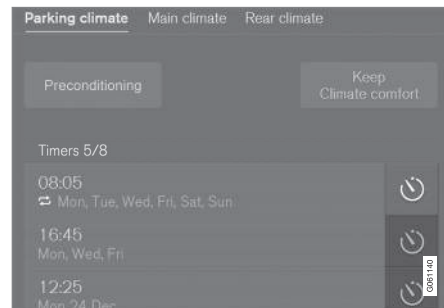 Parking climate Main climate Rear climate
Preconditioning
Keep
Climate comfort
Timers 5/8
08:05
Mon, Tue, Wed, Fri, Sat, Sun
16:45
Mon, Wed, Fri
12:25
Mon 24 Dec
G061140